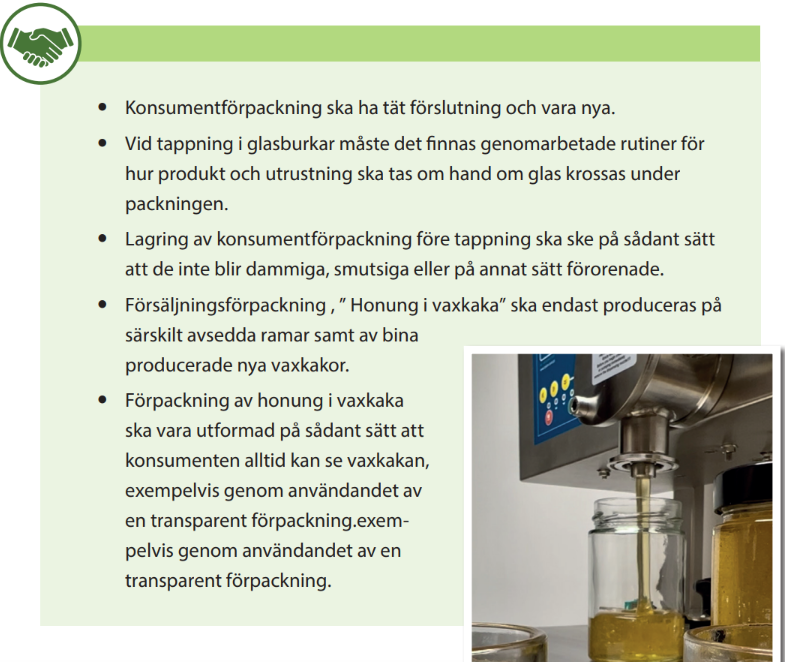 • Konsumentförpackning ska ha tät förslutning och vara nya.
• Vid tappning i glasburkar måste det finnas genomarbetade rutiner för
hur produkt och utrustning ska tas om hand om glas krossas under
packningen.
• Lagring av konsumentförpackning före tappning ska ske på sådant sätt
att de inte blir dammiga, smutsiga eller på annat sätt förorenade.
• Försäljningsförpackning , ” Honung i vaxkaka” ska endast produceras på
särskilt avsedda ramar samt av bina
producerade nya vaxkakor.
• Förpackning av honung i vaxkaka
ska vara utformad på sådant sätt att
konsumenten alltid kan se vaxkakan,
exempelvis genom användandet av
en transparent förpackning.exem-
pelvis genom användandet av en
transparent förpackning.